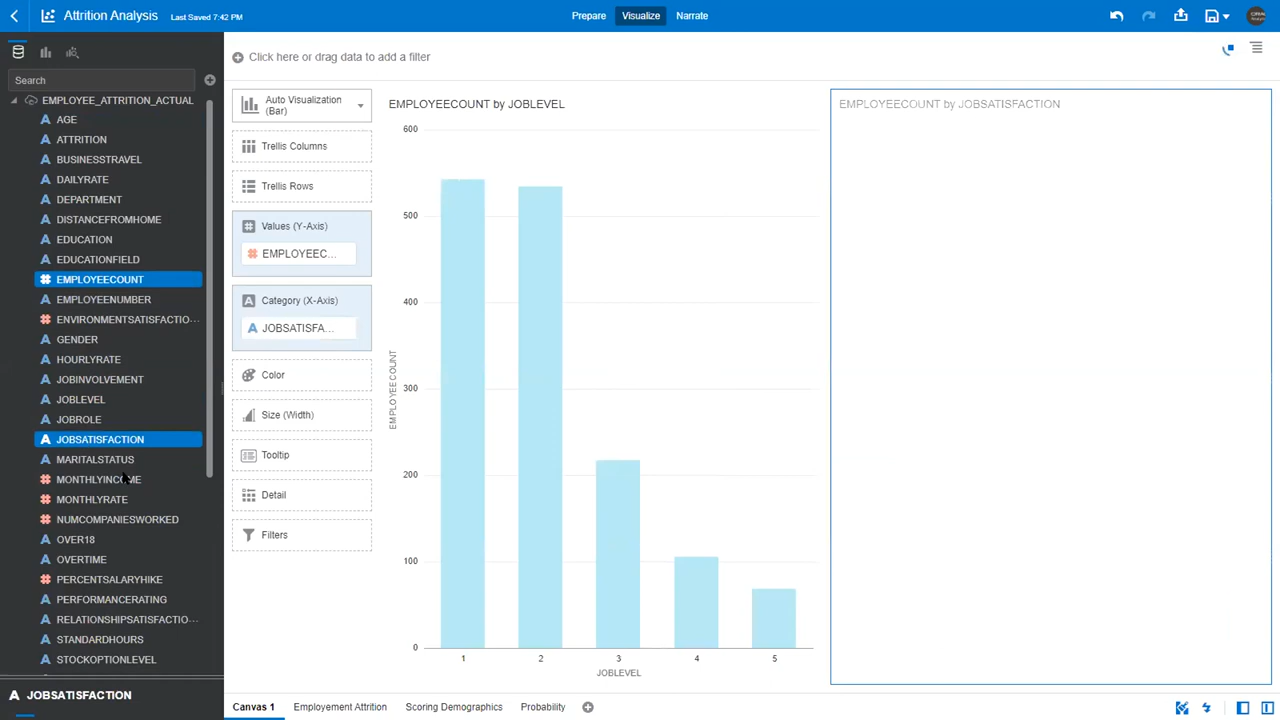 Attrition Analysis
Last Saved 7:42 PM
Prepare
Visualize
Narrate
Search
EMPLOYEE_ATTRITION_ACTUAL
AGE
ATTRITION
BUSINESSTRAVEL
DAILYRATE
DEPARTMENT
DISTANCEFROMHOME
EDUCATION
EDUCATIONFIELD
EMPLOYEECOUNT
EMPLOYEENUMBER
ENVIRONMENTSATISFACTIO...
GENDER
HOURLYRATE
JOBINVOLVEMENT
JOBLEVEL
JOBROLE
JOBSATISFACTION
MARITALSTATUS
MONTHLYINCOME
MONTHLYRATE
NUMCOMPANIESWORKED
OVER18
OVERTIME
PERCENTSALARYHIKE
PERFORMANCERATING
RELATIONSHIPSATISFACTIO...
STANDARDHOURS
STOCKOPTIONLEVEL
A JOBSATISFACTION
Click here or drag data to add a filter
Auto Visualization
(Bar)
Trellis Columns
Trellis Rows
Values (Y-Axis)
EMPLOYEEC...
Category (X-Axis)
JOBSATISFA...
Color
Size (Width)
Tooltip
Detail
Filters
EMPLOYEECOUNT by JOBLEVEL
600
500
400
300
200
100
0
EMPLOYEECOUNT
1 2 3 4 5
JOBLEVEL
EMPLOYEECOUNT by JOBSATISFACTION
Canvas 1
Employement Attrition
Scoring Demographics
Probability